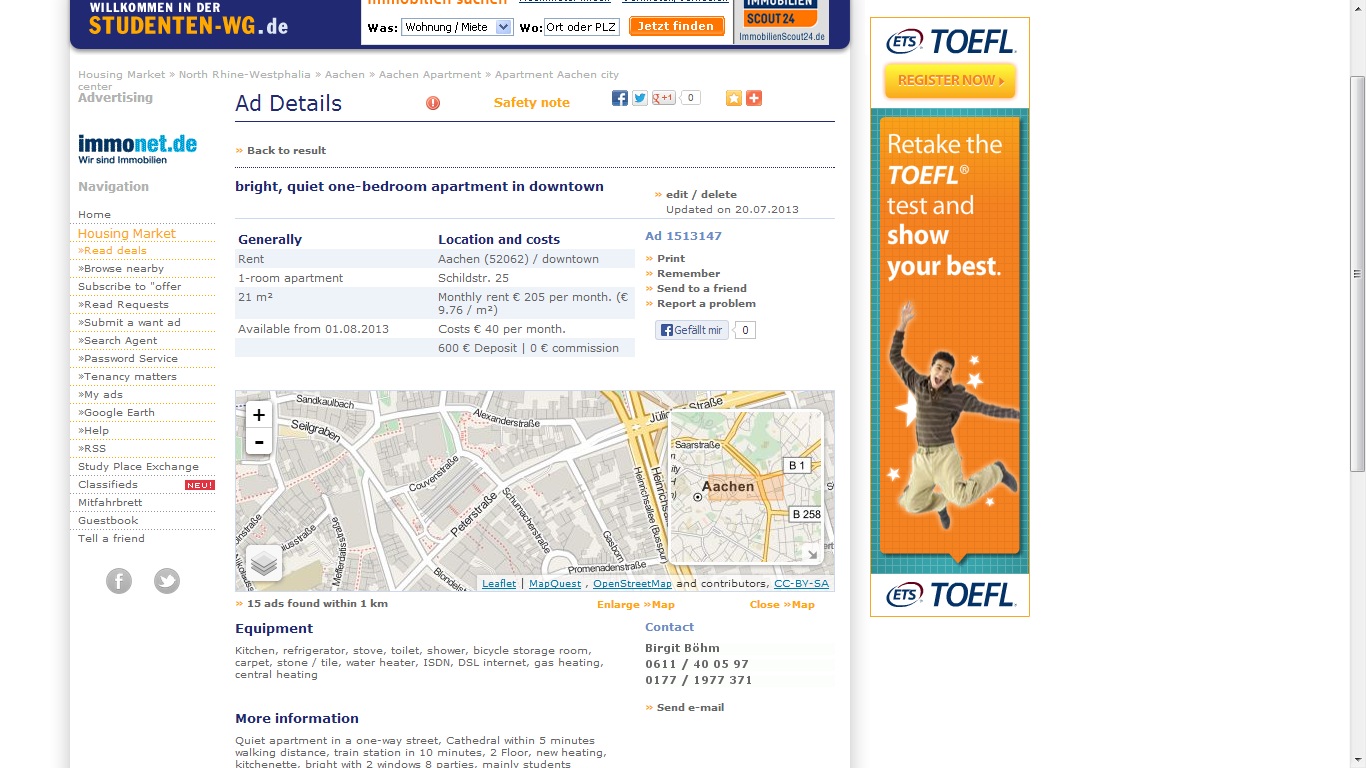 WILLKOMMEN IN DER
STUDENTEN-WG.de
Immobilien suchen
Was: Wohnung / Miete Wo: Ort oder PLZ Jetzt finden
IMMOBILIEN
SCOUT 24
ImmobilienScout24.de
Housing Market » North Rhine-Westphalia » Aachen » Aachen Apartment » Apartment Aachen city
center
Advertising
immonet.de
Wir sind Immobilien
Navigation
Home
Housing Market
»Read deals
»Browse nearby
Subscribe to "offer
»Read Requests
»Submit a want ad
»Search Agent
»Password Service
»Tenancy matters
»My ads
»Google Earth
»Help
»RSS
Study Place Exchange
Classifieds NEU!
Mitfahrbrett
Guestbook
Tell a friend
Ad Details
Safety note
+1 0
» Back to result
bright, quiet one-bedroom apartment in downtown
» edit / delete
Updated on 20.07.2013
Generally Location and costs
Rent Aachen (52062) / downtown
1-room apartment Schildstr. 25
21 m² Monthly rent € 205 per month. (€
9.76 / m²)
Available from 01.08.2013 Costs € 40 per month.
600 € Deposit | 0 € commission
Ad 1513147
» Print
» Remember
» Send to a friend
» Report a problem
Gefällt mir 0
+
-
Sandkaulbach
Seilgraben
Alexanderstraße
Couvenstraße
Peterstraße
Schumacherstraße
Gasborn
Promenadenstraße
Heinrichsallee (Busspur)
Saarstraße
Aachen
B 1
B 258
Leaflet | MapQuest , OpenStreetMap and contributors, CC-BY-SA
» 15 ads found within 1 km
Enlarge »Map
Close »Map
Equipment
Kitchen, refrigerator, stove, toilet, shower, bicycle storage room,
carpet, stone / tile, water heater, ISDN, DSL internet, gas heating,
central heating
Contact
Birgit Böhm
0611 / 40 05 97
0177 / 1977 371
» Send e-mail
More information
Quiet apartment in a one-way street, Cathedral within 5 minutes
walking distance, train station in 10 minutes, 2 Floor, new heating,
kitchenette, bright with 2 windows 8 parties, mainly students
ETS TOEFL.
REGISTER NOW
Retake the
TOEFL®
test and
show
your best.
ETS TOEFL.